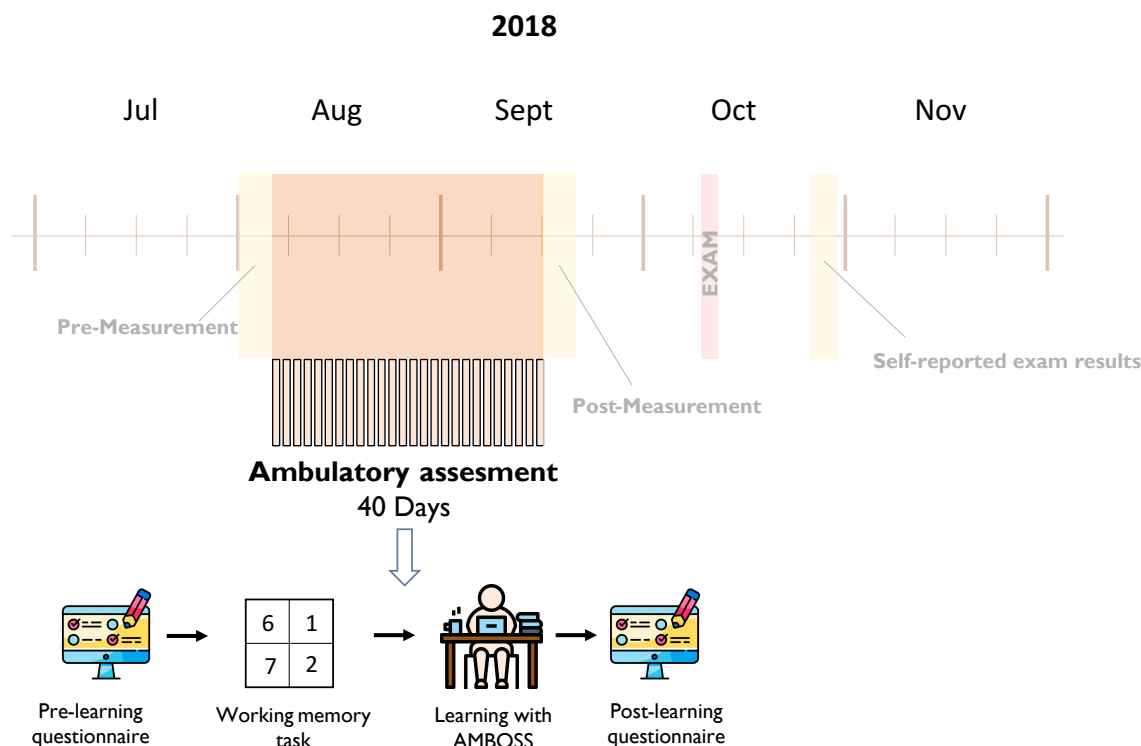 2018
Jul Aug Sept Oct Nov
EXAM
Pre-Measurement
Self-reported exam results
Post-Measurement
Ambulatory assesment
40 Days
6 1
7 2
Pre-learning
questionnaire
Working memory
task
Learning with
AMBOSS
Post-learning
questionnaire